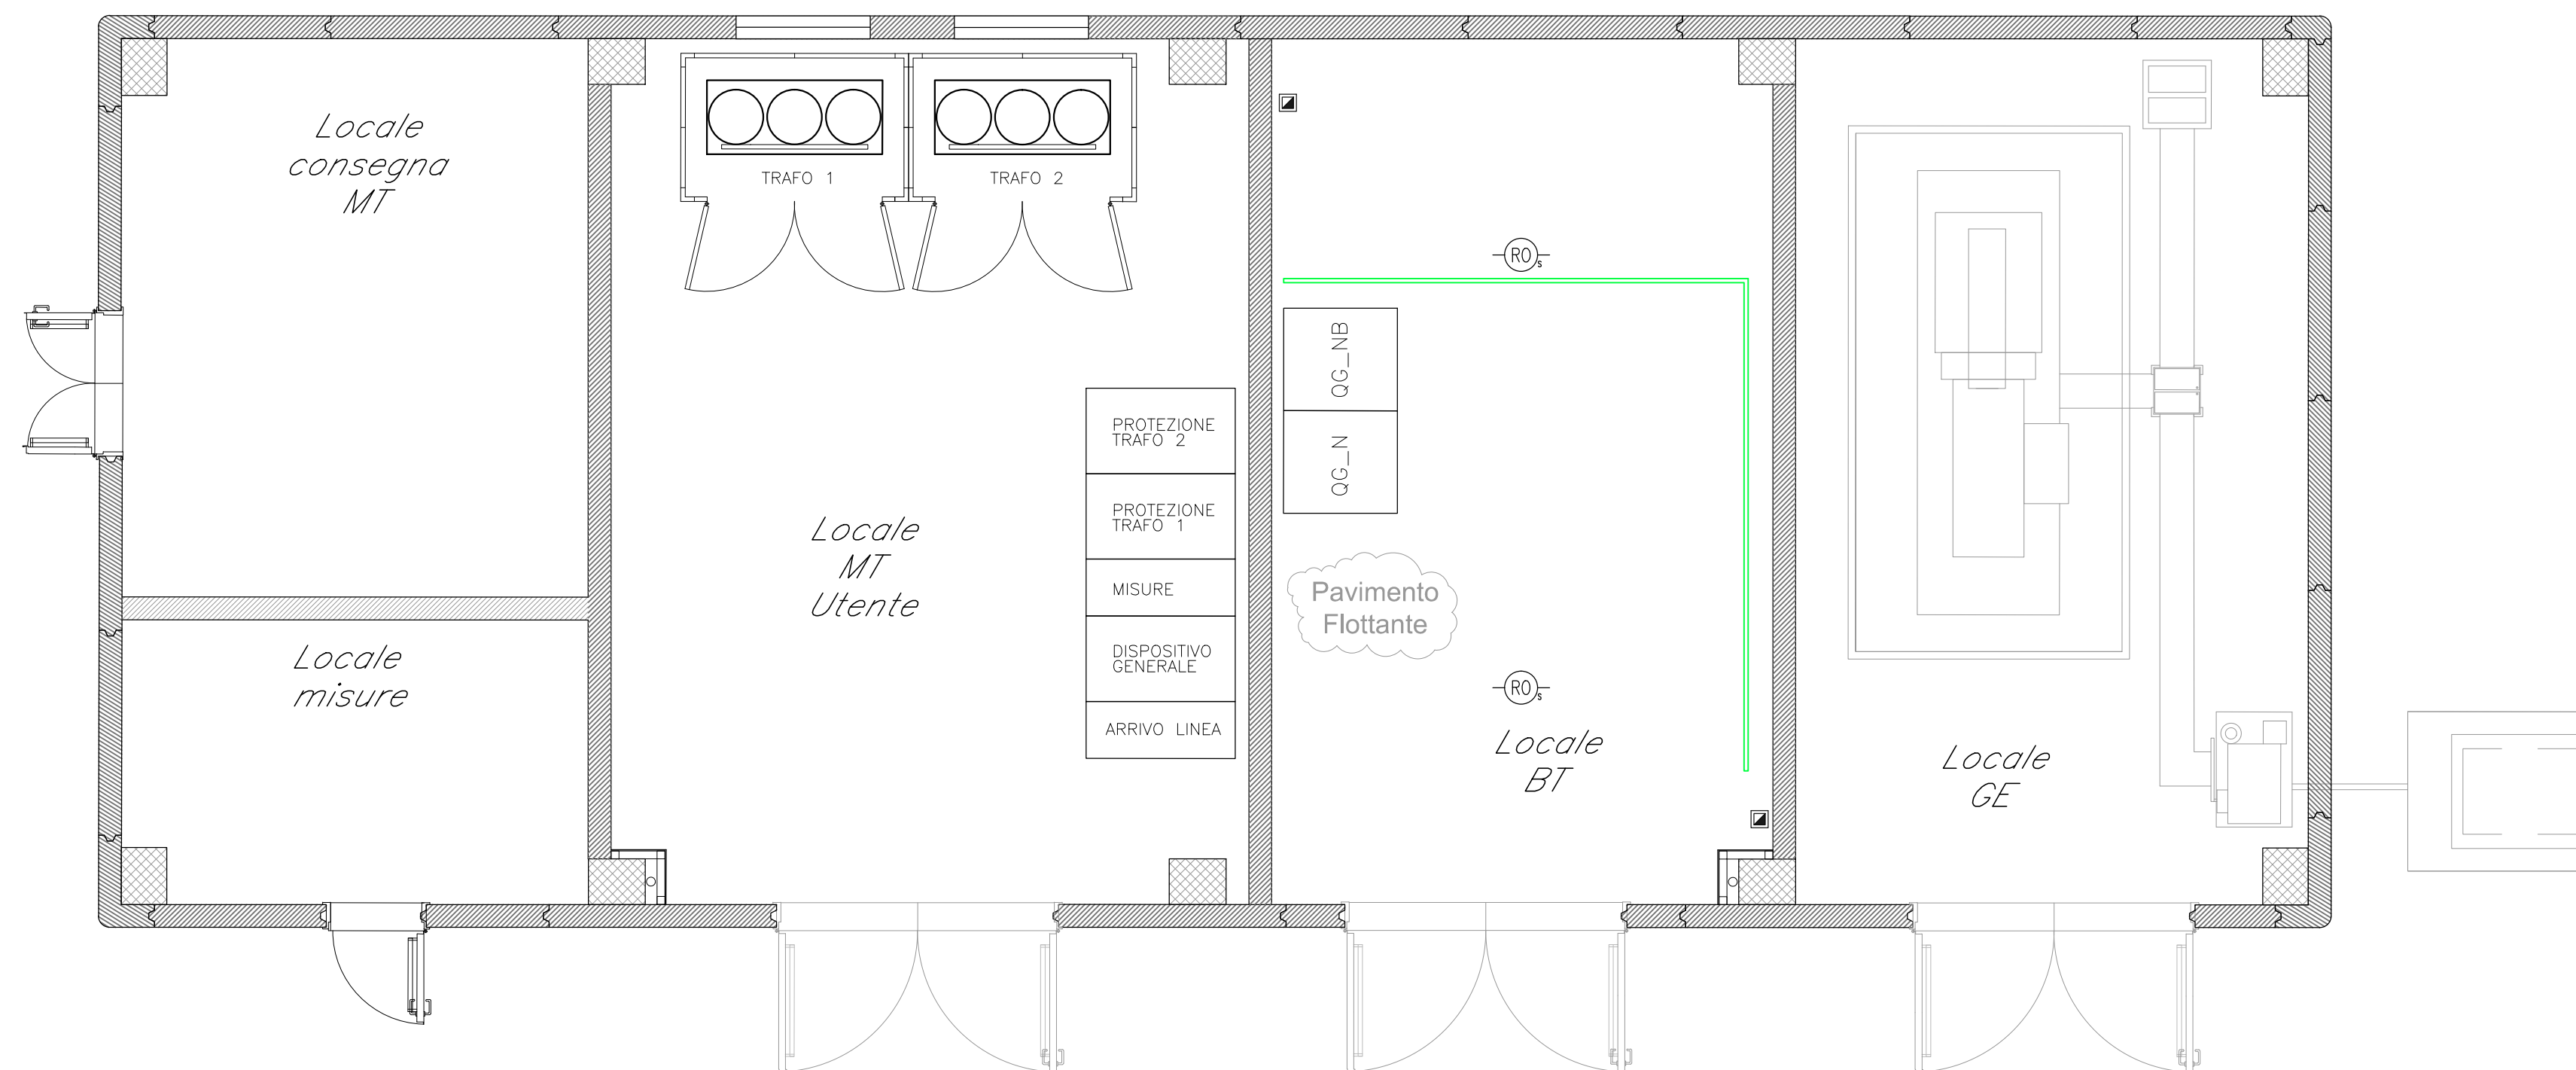 Locale
consegna
MT
TRAFO 1
TRAFO 2
RO s
QG_NB
QG_N
PROTEZIONE
TRAFO 2
PROTEZIONE
TRAFO 1
MISURE
DISPOSITIVO
GENERALE
ARRIVO LINEA
Locale
MT
Utente
Pavimento
Flottante
Locale
misure
RO s
Locale
BT
Locale
GE